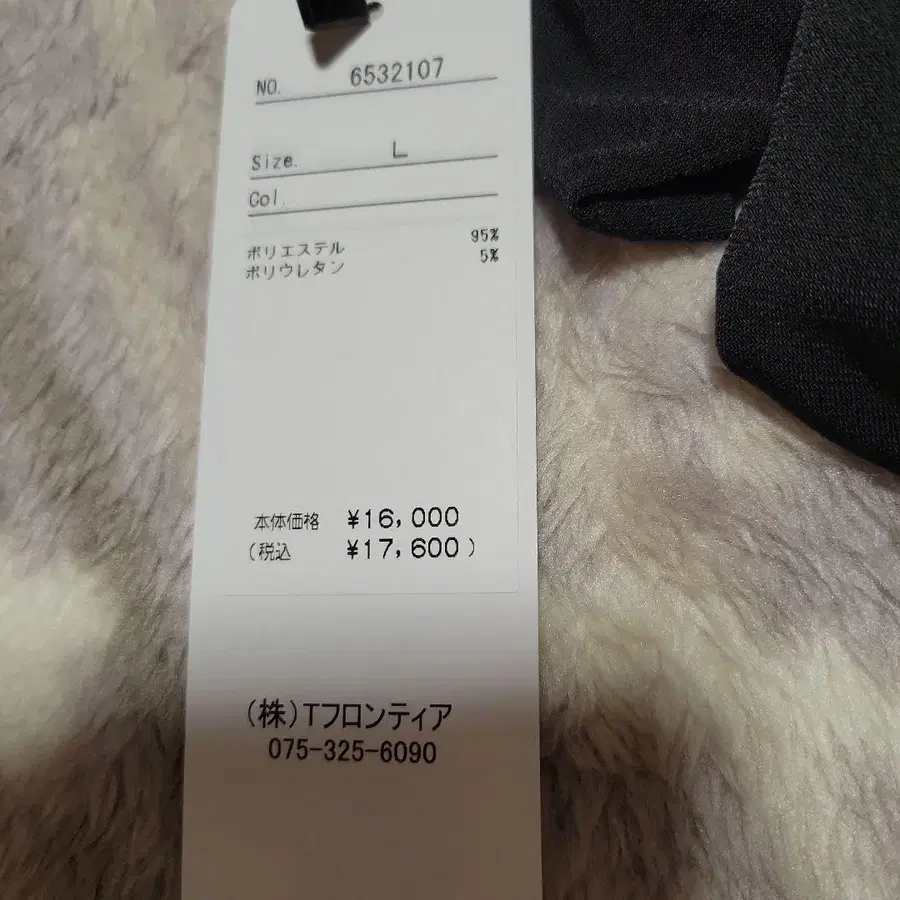 NO. 6532107
Size. L
Col.
ポリエステル 95%
ポリウレタン 5%
本体価格 ¥16,000
(税込 ¥17,600)
(株)Tフロンティア
075-325-6090